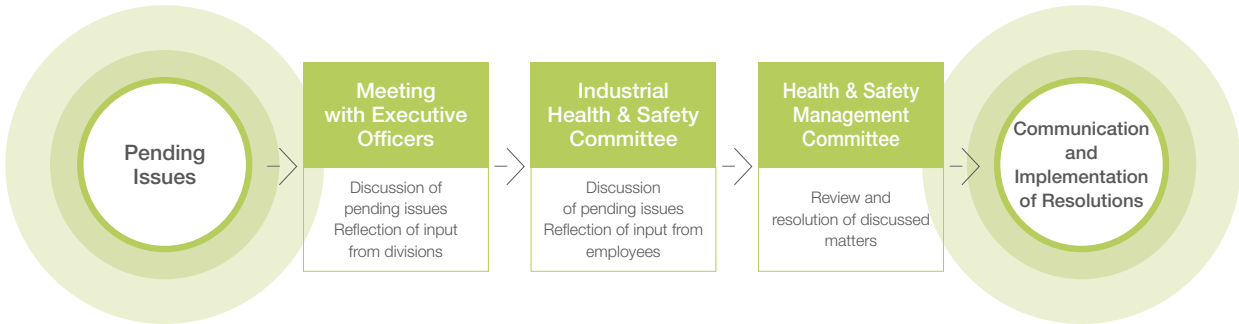 Pending
Issues
Meeting
with Executive
Officers
Discussion of
pending issues
Reflection of input
from divisions
Industrial
Health & Safety
Committee
Discussion
of pending issues
Reflection of input from
employees
Health & Safety
Management
Committee
Review and
resolution of discussed
matters
Communication
and
Implementation
of Resolutions